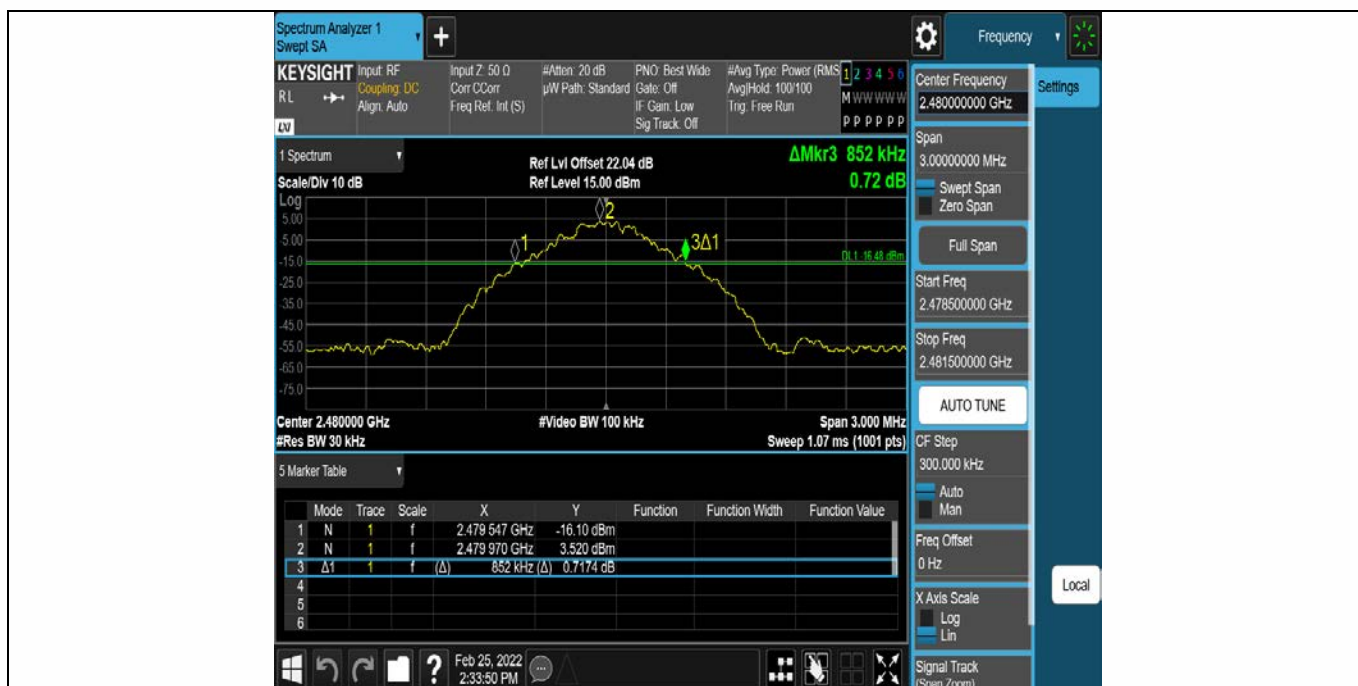 Spectrum Analyzer 1
Swept SA
+
Frequency
KEYSIGHT
RL
LXI
Input: RF
Coupling: DC
Align: Auto
Input Z: 50 Ω
Corr CCorr
Freq Ref: Int (S)
#Atten: 20 dB
µW Path: Standard
PNO: Best Wide
Gate: Off
IF Gain: Low
Sig Track: Off
#Avg Type: Power (RMS
Avg|Hold: 100/100
Trig: Free Run
1 2 3 4 5 6
M W W W W W
P P P P P P
1 Spectrum
Scale/Div 10 dB
Ref Lvl Offset 22.04 dB
Ref Level 15.00 dBm
ΔMkr3 852 kHz
0.72 dB
Log
5.00
-5.00
-15.0
-25.0
-35.0
-45.0
-55.0
-65.0
-75.0
1
2
3Δ1
DL1 -16.48 dBm
Center 2.480000 GHz
#Video BW 100 kHz
Span 3.000 MHz
#Res BW 30 kHz
Sweep 1.07 ms (1001 pts)
5 Marker Table
Mode Trace Scale X Y Function Function Width Function Value
1 N 1 f 2.479 547 GHz -16.10 dBm
2 N 1 f 2.479 970 GHz 3.520 dBm
3 Δ1 1 f (Δ) 852 kHz (Δ) 0.7174 dB
4
5
6
?
Feb 25, 2022
2:33:50 PM
Center Frequency
2.480000000 GHz
Settings
Span
3.00000000 MHz
Swept Span
Zero Span
Full Span
Start Freq
2.478500000 GHz
Stop Freq
2.481500000 GHz
AUTO TUNE
CF Step
300.000 kHz
Auto
Man
Freq Offset
0 Hz
X Axis Scale
Log
Lin
Local
Signal Track
(Span Zoom)